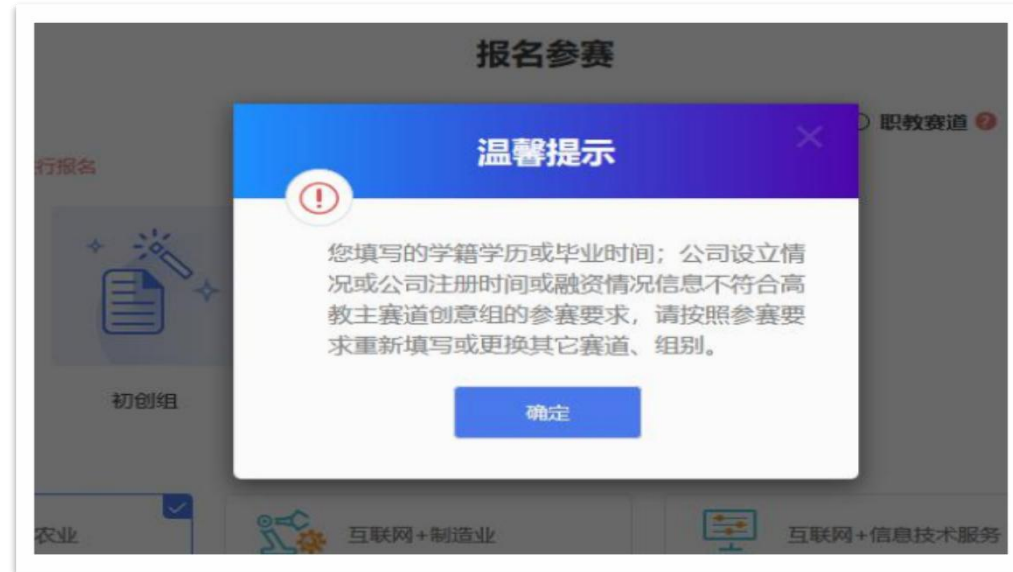 报名参赛
职教赛道
行报名
温馨提示
您填写的学籍学历或毕业时间；公司设立情
况或公司注册时间或融资情况信息不符合高
教主赛道创意组的参赛要求，请按照参赛要
求重新填写或更换其它赛道、组别。
确定
初创组
农业
互联网+制造业
互联网+信息技术服务